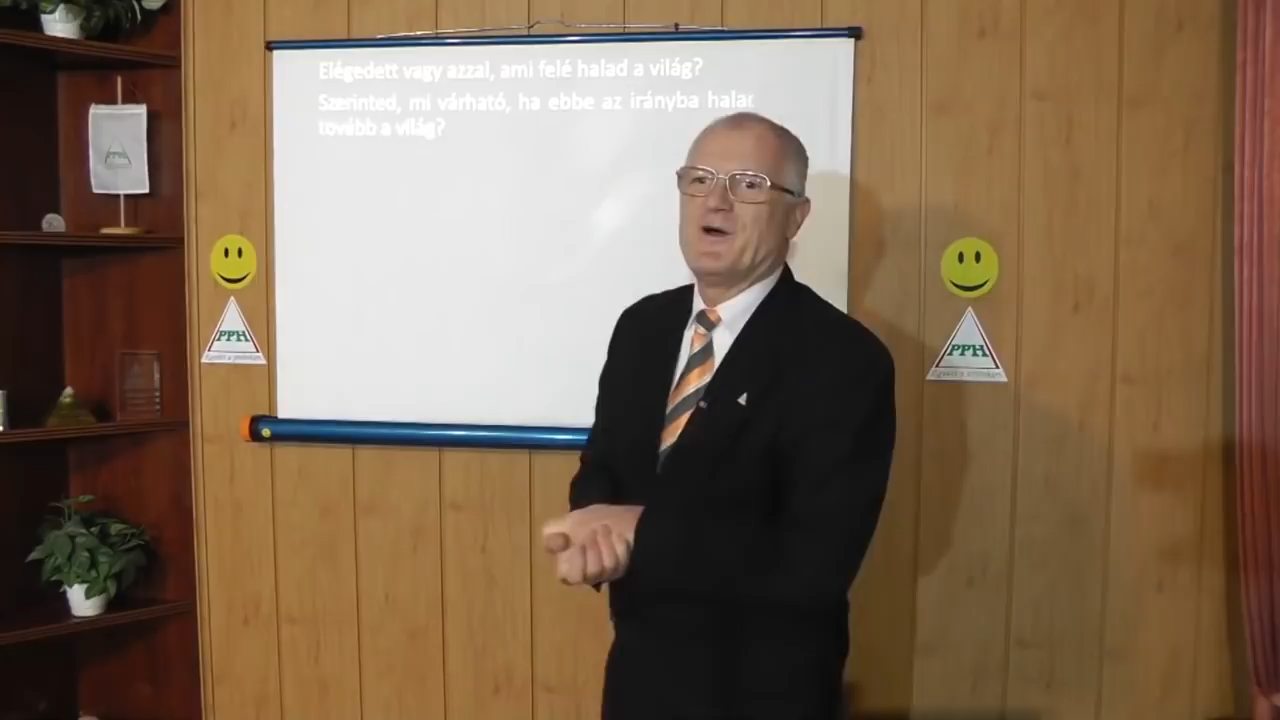 Elégedett vagy azzal, ami felé halad a világ?
Szerinted, mi várható, ha ebbe az irányba halad
tovább a világ?
PPH
PPH
PPH